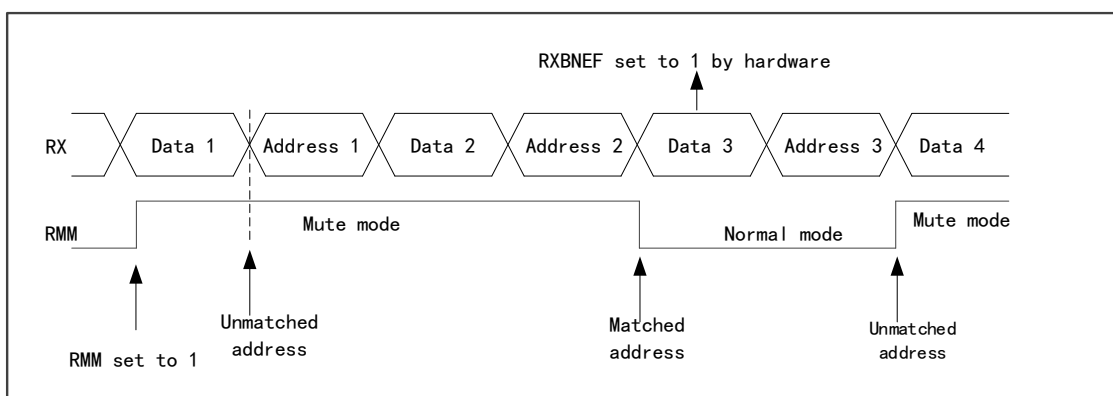 RXBNEF set to 1 by hardware
RX
Data 1
Address 1
Data 2
Address 2
Data 3
Address 3
Data 4
RMM
Mute mode
Normal mode
Mute mode
RMM set to 1
Unmatched
address
Matched
address
Unmatched
address